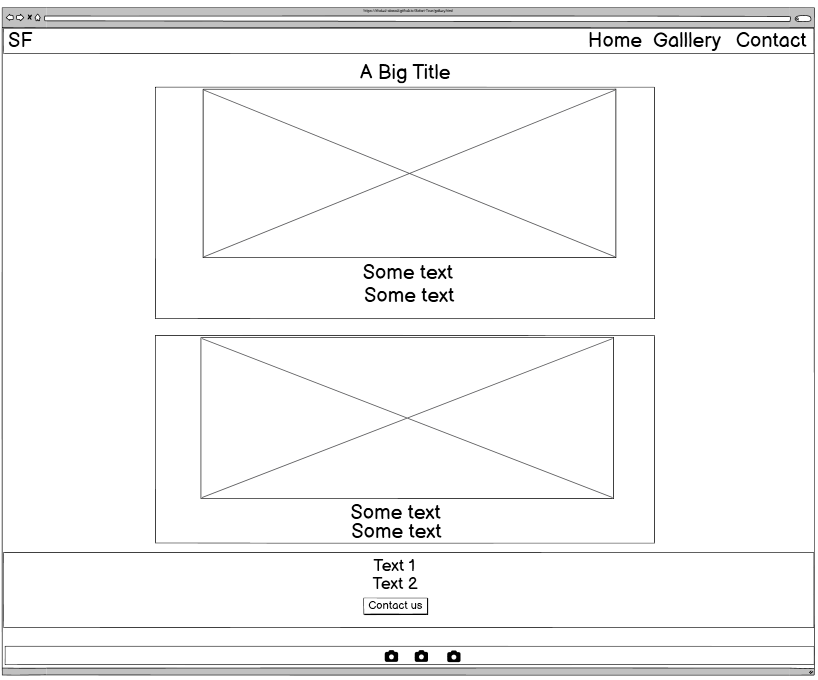 SF
Home Galllery Contact
A Big Title
Some text
Some text
Some text
Some text
Text 1
Text 2
Contact us